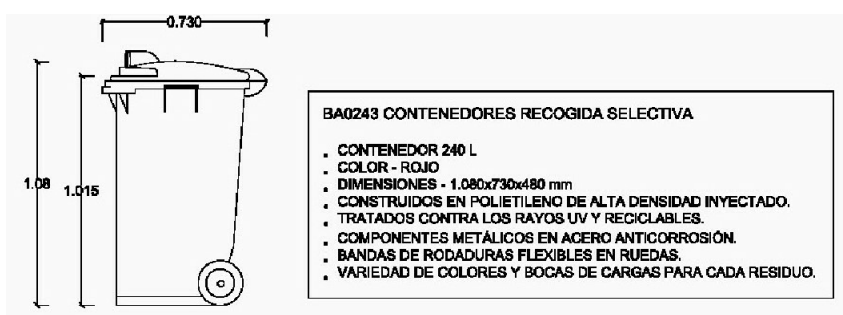 0.730
1.08
1.015
BA0243 CONTENEDORES RECOGIDA SELECTIVA
. CONTENEDOR 240 L
. COLOR - ROJO
. DIMENSIONES - 1.080x730x480 mm
. CONSTRUIDOS EN POLIETILENO DE ALTA DENSIDAD INYECTADO.
. TRATADOS CONTRA LOS RAYOS UV Y RECICLABLES.
. COMPONENTES METÁLICOS EN ACERO ANTICORROSIÓN.
. BANDAS DE RODADURAS FLEXIBLES EN RUEDAS.
. VARIEDAD DE COLORES Y BOCAS DE CARGAS PARA CADA RESIDUO.